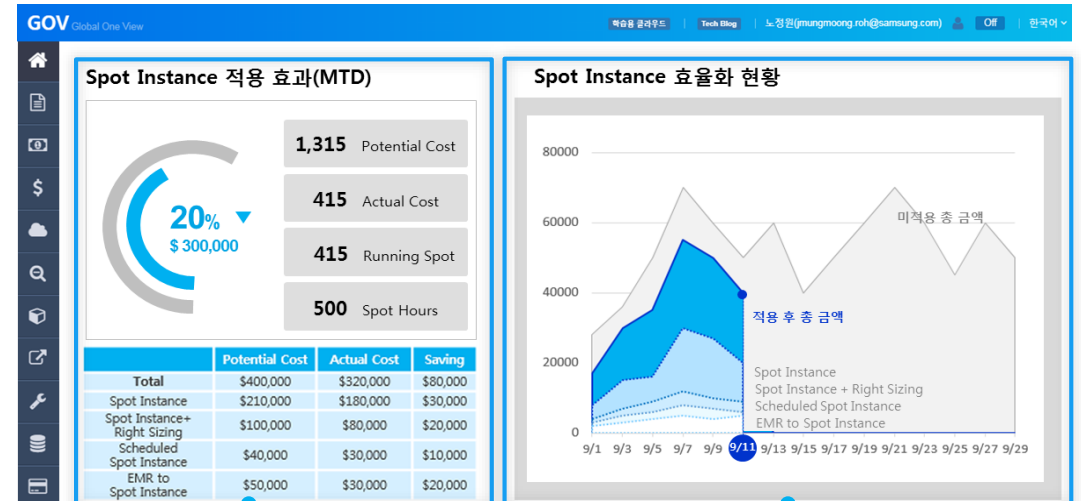 GOV Global One View
학습용 클라우드 | Tech Blog | 노정원(jmungmoong.roh@samsung.com) Off | 한국어
Spot Instance 적용 효과(MTD)
20%
$ 300,000
1,315 Potential Cost
415 Actual Cost
415 Running Spot
500 Spot Hours
Potential Cost Actual Cost Saving
Total $400,000 $320,000 $80,000
Spot Instance $210,000 $180,000 $30,000
Spot Instance+
Right Sizing $100,000 $80,000 $20,000
Scheduled
Spot Instance $40,000 $30,000 $10,000
EMR to
Spot Instance $50,000 $30,000 $20,000
Spot Instance 효율화 현황
80000
60000
40000
20000
0
미적용 총 금액
적용 후 총 금액
Spot Instance
Spot Instance + Right Sizing
Scheduled Spot Instance
EMR to Spot Instance
9/1 9/3 9/5 9/7 9/9 9/11 9/13 9/15 9/17 9/19 9/21 9/23 9/25 9/27 9/29